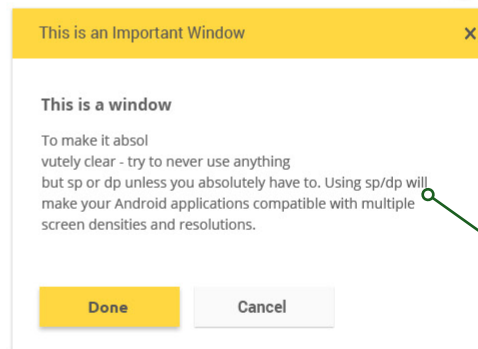 This is an Important Window
This is a window
To make it absol
vutely clear - try to never use anything
but sp or dp unless you absolutely have to. Using sp/dp will
make your Android applications compatible with multiple
screen densities and resolutions.
Done Cancel